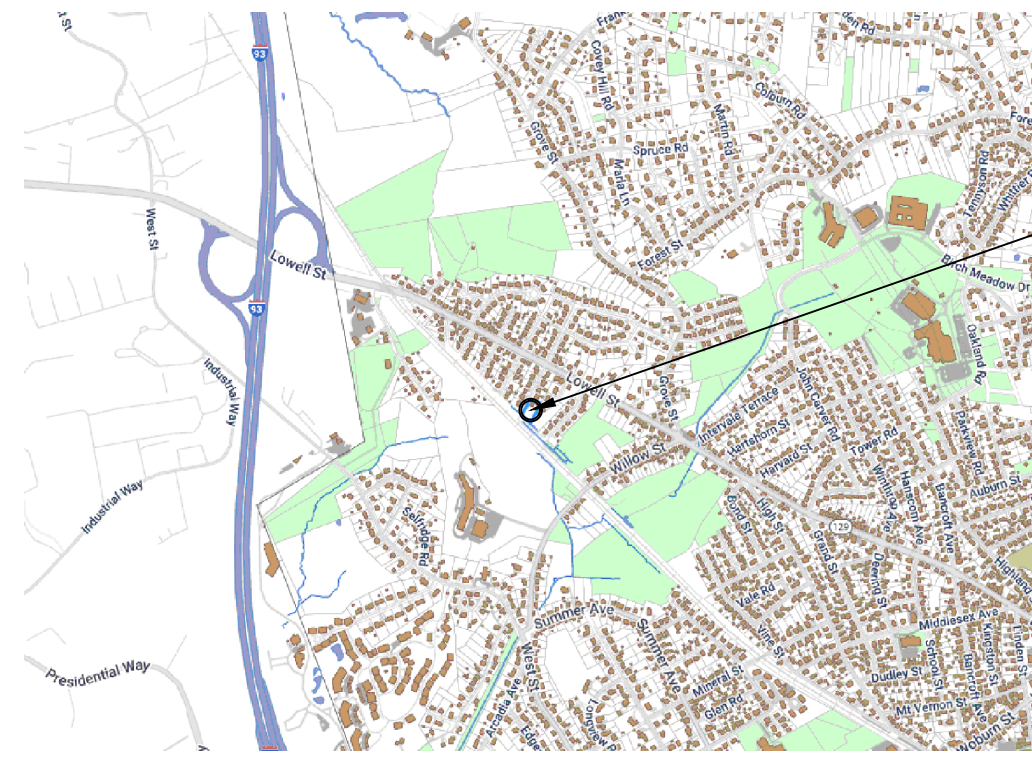 93
Covey Hill Rd
Colburn Rd
Martin Rd
Grove St
Spruce Rd
Maria Ln
Tennyson Rd
West St
Forest St
Lowell St
Birch Meadow Dr
93
Oakland Rd
Industrial Way
Lowell St
Grove St
John Carver Rd
Intervale Terrace
Hartshorn St
Tower Rd
Parkview Rd
Willow St
Harvard St
Winthrop Ave
Hanscom Ave
Bancroft Ave
Auburn St
Industrial Way
Selfridge Rd
Bond St
High St
129
Grand St
Deering St
Vale Rd
Summer Ave
Middlesex Ave
Vine St
Summer Ave
School St
Bancroft Ave
Kingston St
Linden St
West St
Presidential Way
Mineral St
Dudley St
Arcadia Ave
Glen Rd
Mt Vernon St
Woburn St